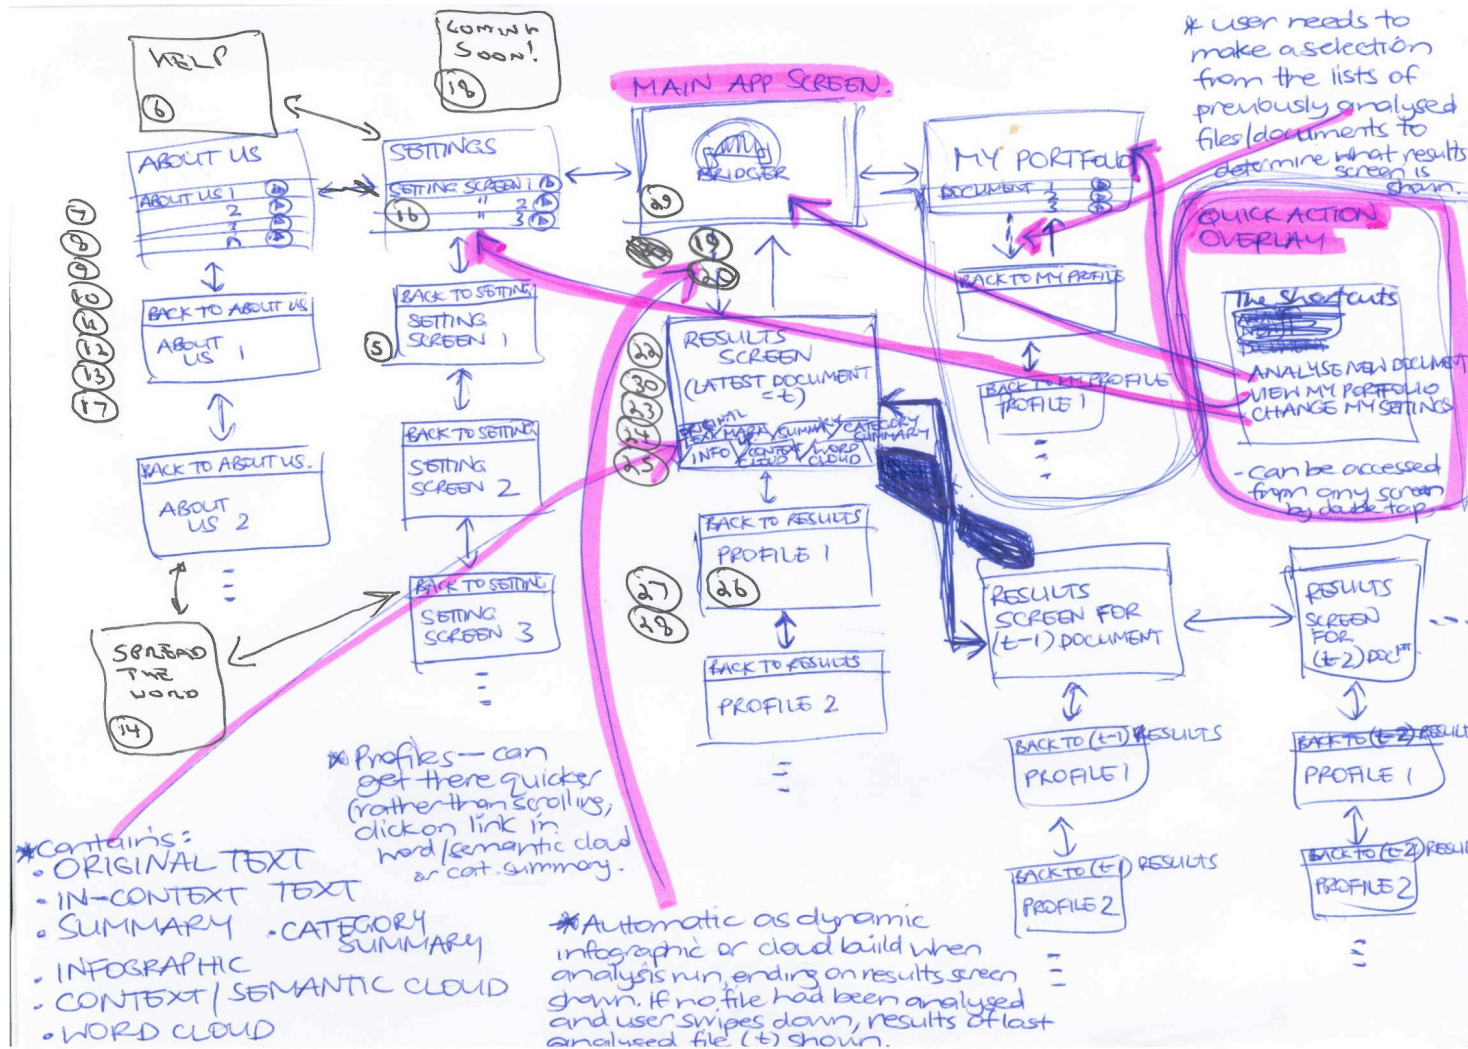 HELP
6
COMING
SOON!
18
MAIN APP SCREEN.
* user needs to
make a selection
from the lists of
previously analysed
files/documents to
determine what results
screen is
shown.
ABOUT US
ABOUT US 1
2
3
n
SETTINGS
SETTING SCREEN 1
" 2
" 3
16
BRIDGER
29
MY PORTFOLIO
DOCUMENT 1
2
3
QUICK ACTION
OVERLAY
The Shortcuts
ANALYSE NEW DOCUMENT
VIEW MY PORTFOLIO
CHANGE MY SETTINGS
- can be accessed
from any screen
by double tap.
7
8
9
10
12
13
17
19
20
BACK TO ABOUT US
ABOUT
US 1
BACK TO SETTING
SETTING
SCREEN 1
5
BACK TO MY PROFILE
BACK TO MY PROFILE
PROFILE 1
22
30
23
24
25
RESULTS
SCREEN
(LATEST DOCUMENT
= t)
ORIGINAL
TEXT/MARK UP/SUMMARY/CATEGORY SUMMARY
/INFO/CONTEXT CLOUD/WORD CLOUD
BACK TO ABOUT US.
ABOUT
US 2
BACK TO SETTING
SETTING
SCREEN 2
BACK TO RESULTS
PROFILE 1
26
27
28
BACK TO SETTING
SETTING
SCREEN 3
BACK TO RESULTS
PROFILE 2
SPREAD
THE
WORD
14
RESULTS
SCREEN FOR
(t-1) DOCUMENT
RESULTS
SCREEN
FOR
(t-2) DOCMT
BACK TO (t-1) RESULTS
PROFILE 1
BACK TO (t-2) RESULTS
PROFILE 1
BACK TO (t-1) RESULTS
PROFILE 2
BACK TO (t-2) RESULTS
PROFILE 2
* Profiles — can
get there quicker
(rather than scrolling,
click on link in
word/semantic cloud
or cat. summary.
* Contains:
• ORIGINAL TEXT
• IN-CONTEXT TEXT
• SUMMARY • CATEGORY
SUMMARY
• INFOGRAPHIC
• CONTEXT / SEMANTIC CLOUD
• WORD CLOUD
* Automatic as dynamic
infographic or cloud build when
analysis run, ending on results screen
shown. If no file had been analysed
and user swipes down, results of last
analysed file (t) shown.